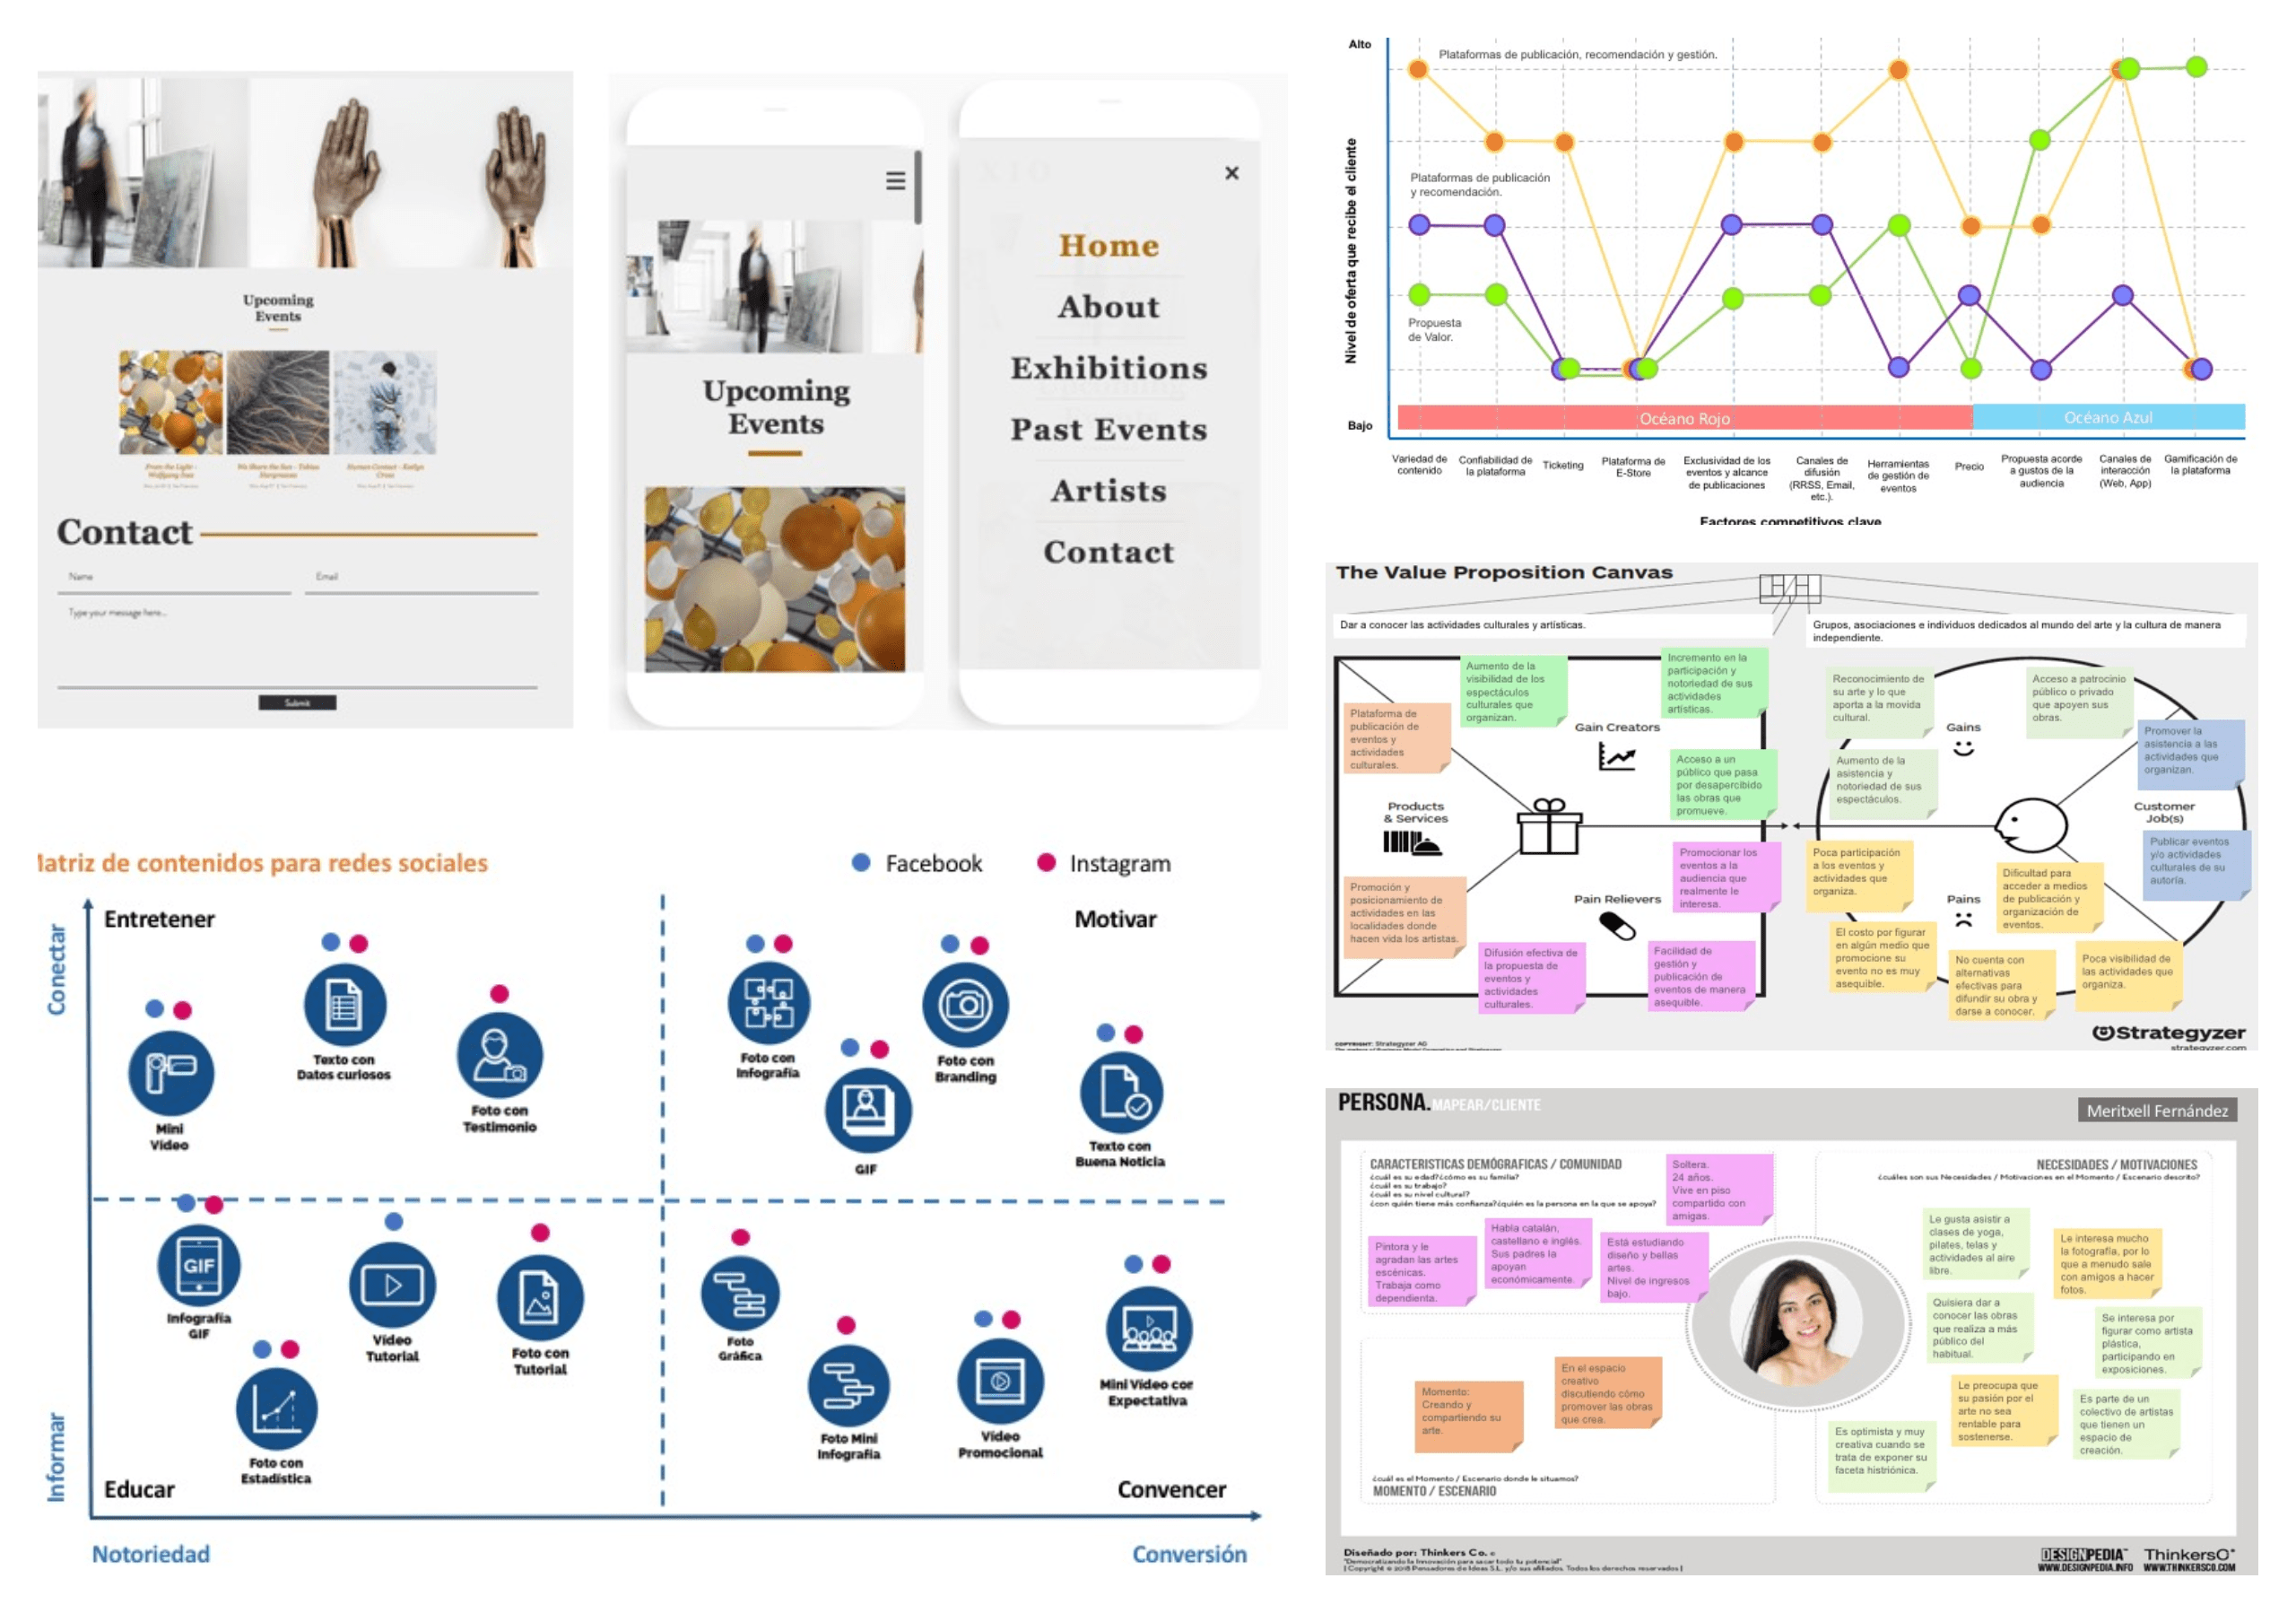 Upcoming
Events
Contact
Name
Email
Type your message here...
Submit
Upcoming
Events
Home
About
Exhibitions
Past Events
Artists
Contact
Alto
Plataformas de publicación, recomendación y gestión.
Plataformas de publicación
y recomendación.
Propuesta
de Valor.
Nivel de oferta que recibe el cliente
Océano Rojo
Océano Azul
Bajo
Variedad de
contenido
Confiabilidad de
la plataforma
Ticketing
Plataforma de
E-Store
Exclusividad de los
eventos y alcance
de publicaciones
Canales de
difusión
(RRSS, Email,
etc.).
Herramientas
de gestión de
eventos
Precio
Propuesta acorde
a gustos de la
audiencia
Canales de
interacción
(Web, App)
Gamificación de
la plataforma
Factores competitivos clave
The Value Proposition Canvas
Dar a conocer las actividades culturales y artísticas.
Grupos, asociaciones e individuos dedicados al mundo del arte y la cultura de manera
independiente.
Plataforma de
publicación de
eventos y
actividades
culturales.
Aumento de la
visibilidad de los
espectáculos
culturales que
organizan.
Incremento en la
participación y
notoriedad de sus
actividades
artísticas.
Gain Creators
Acceso a un
público que pasa
por desapercibido
las obras que
promueve.
Products
& Services
Promoción y
posicionamiento de
actividades en las
localidades donde
hacen vida los artistas.
Pain Relievers
Promocionar los
eventos a la
audiencia que
realmente le
interesa.
Difusión efectiva de
la propuesta de
eventos y
actividades
culturales.
Facilidad de
gestión y
publicación de
eventos de manera
asequible.
Reconocimiento de
su arte y lo que
aporta a la movida
cultural.
Gains
Acceso a patrocinio
público o privado
que apoyen sus
obras.
Aumento de la
asistencia y
notoriedad de sus
espectáculos.
Promover la
asistencia a las
actividades que
organizan.
Customer
Job(s)
Publicar eventos
y/o actividades
culturales de su
autoría.
Poca participación
a los eventos y
actividades que
organiza.
Pains
Dificultad para
acceder a medios
de publicación y
organización de
eventos.
El costo por figurar
en algún medio que
promocione su
evento no es muy
asequible.
No cuenta con
alternativas
efectivas para
difundir su obra y
darse a conocer.
Poca visibilidad de
las actividades que
organiza.
COPYRIGHT: Strategyzer AG
Strategyzer
strategyzer.com
atriz de contenidos para redes sociales
Facebook
Instagram
Conectar
Informar
Entretener
Motivar
Mini
Vídeo
Texto con
Datos curiosos
Foto con
Testimonio
Foto con
Infografía
GIF
Foto con
Branding
Texto con
Buena Noticia
GIF
Infografía
GIF
Vídeo
Tutorial
Foto con
Tutorial
Foto con
Estadística
Foto
Gráfica
Foto Mini
Infografía
Vídeo
Promocional
Mini Vídeo con
Expectativa
Educar
Convencer
Notoriedad
Conversión
PERSONA. MAPEAR/CLIENTE
Meritxell Fernández
CARACTERISTICAS DEMÓGRAFICAS / COMUNIDAD
¿cuál es su edad?¿cómo es su familia?
¿cuál es su trabajo?
¿cuál es su nivel cultural?
¿con quién tiene más confianza?¿quién es la persona en la que se apoya?
Soltera.
24 años.
Vive en piso
compartido con
amigas.
Pintora y le
agradan las artes
escénicas.
Trabaja como
dependienta.
Habla catalán,
castellano e inglés.
Sus padres la
apoyan
económicamente.
Está estudiando
diseño y bellas
artes.
Nivel de ingresos
bajo.
NECESIDADES / MOTIVACIONES
¿cuáles son sus Necesidades / Motivaciones en el Momento / Escenario descrito?
Le gusta asistir a
clases de yoga,
pilates, telas y
actividades al aire
libre.
Le interesa mucho
la fotografía, por lo
que a menudo sale
con amigos a hacer
fotos.
Quisiera dar a
conocer las obras
que realiza a más
público del
habitual.
Se interesa por
figurar como artista
plástica,
participando en
exposiciones.
Le preocupa que
su pasión por el
arte no sea
rentable para
sostenerse.
Es parte de un
colectivo de artistas
que tienen un
espacio de
creación.
Es optimista y muy
creativa cuando se
trata de exponer su
faceta histriónica.
Momento:
Creando y
compartiendo su
arte.
En el espacio
creativo
discutiendo cómo
promover las obras
que crea.
¿cuál es el Momento / Escenario donde le situamos?
MOMENTO / ESCENARIO
Diseñado por: Thinkers Co.
"Democratizando la Innovación para sacar todo tu potencial"
DESIGNPEDIA
WWW.DESIGNPEDIA.INFO
ThinkersCo
WWW.THINKERSCO.COM